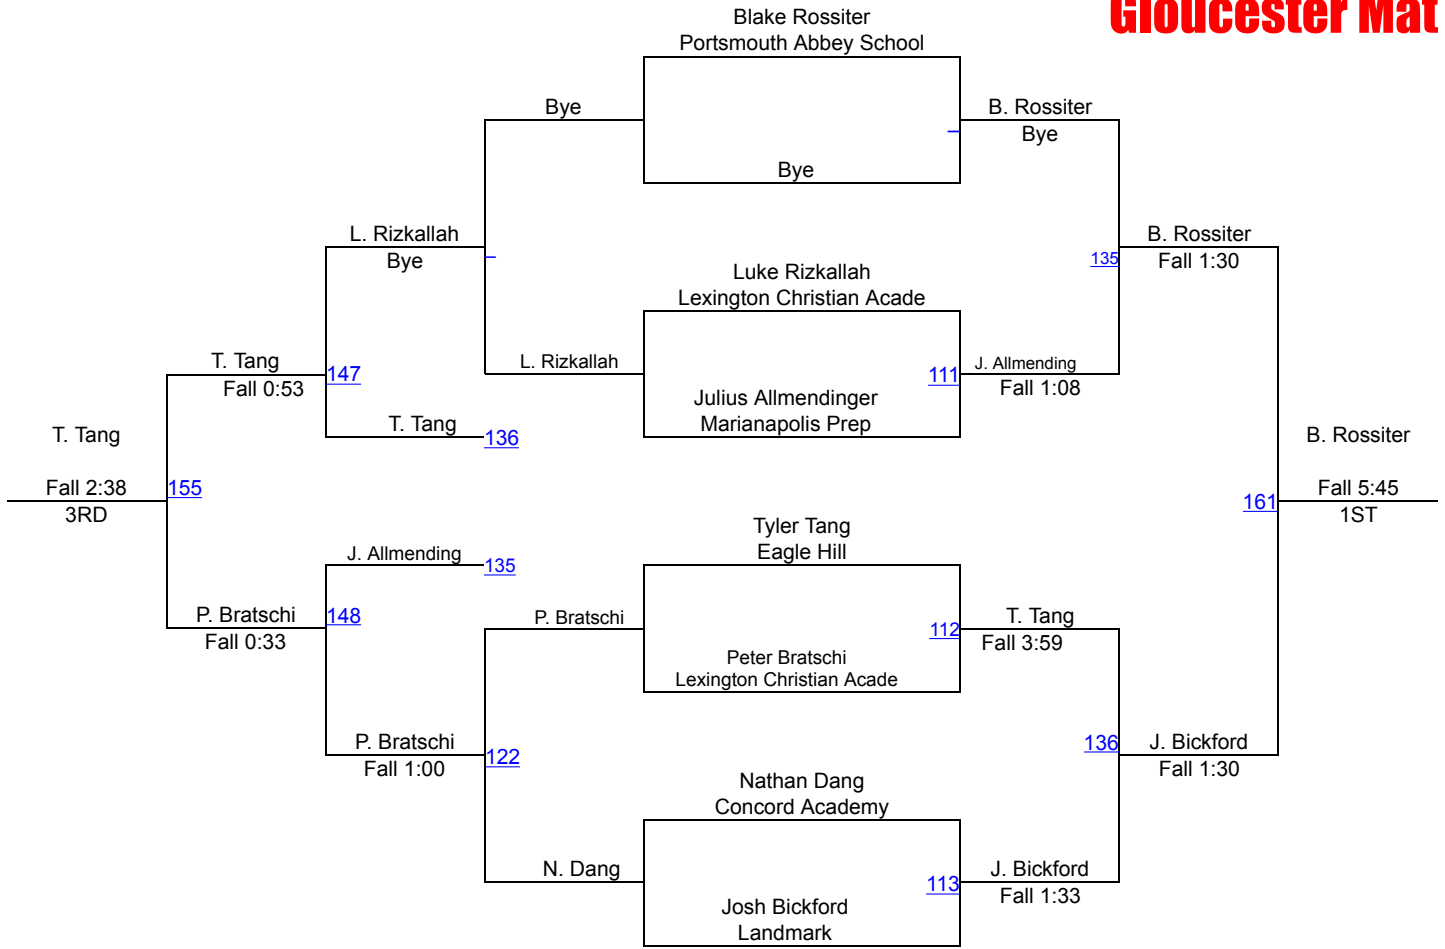 Gloucester Mat
Blake Rossiter
Portsmouth Abbey School
Bye
B. Rossiter
Bye
Bye
L. Rizkallah
Bye
B. Rossiter
135
Fall 1:30
Luke Rizkallah
Lexington Christian Acade
T. Tang
Fall 0:53
147
L. Rizkallah
111
J. Allmending
Fall 1:08
Julius Allmendinger
Marianapolis Prep
T. Tang
136
T. Tang
B. Rossiter
Fall 2:38
155
3RD
161
Fall 5:45
1ST
Tyler Tang
Eagle Hill
J. Allmending
135
P. Bratschi
Fall 0:33
148
P. Bratschi
112
T. Tang
Fall 3:59
Peter Bratschi
Lexington Christian Acade
P. Bratschi
Fall 1:00
122
136
J. Bickford
Fall 1:30
Nathan Dang
Concord Academy
N. Dang
113
J. Bickford
Fall 1:33
Josh Bickford
Landmark